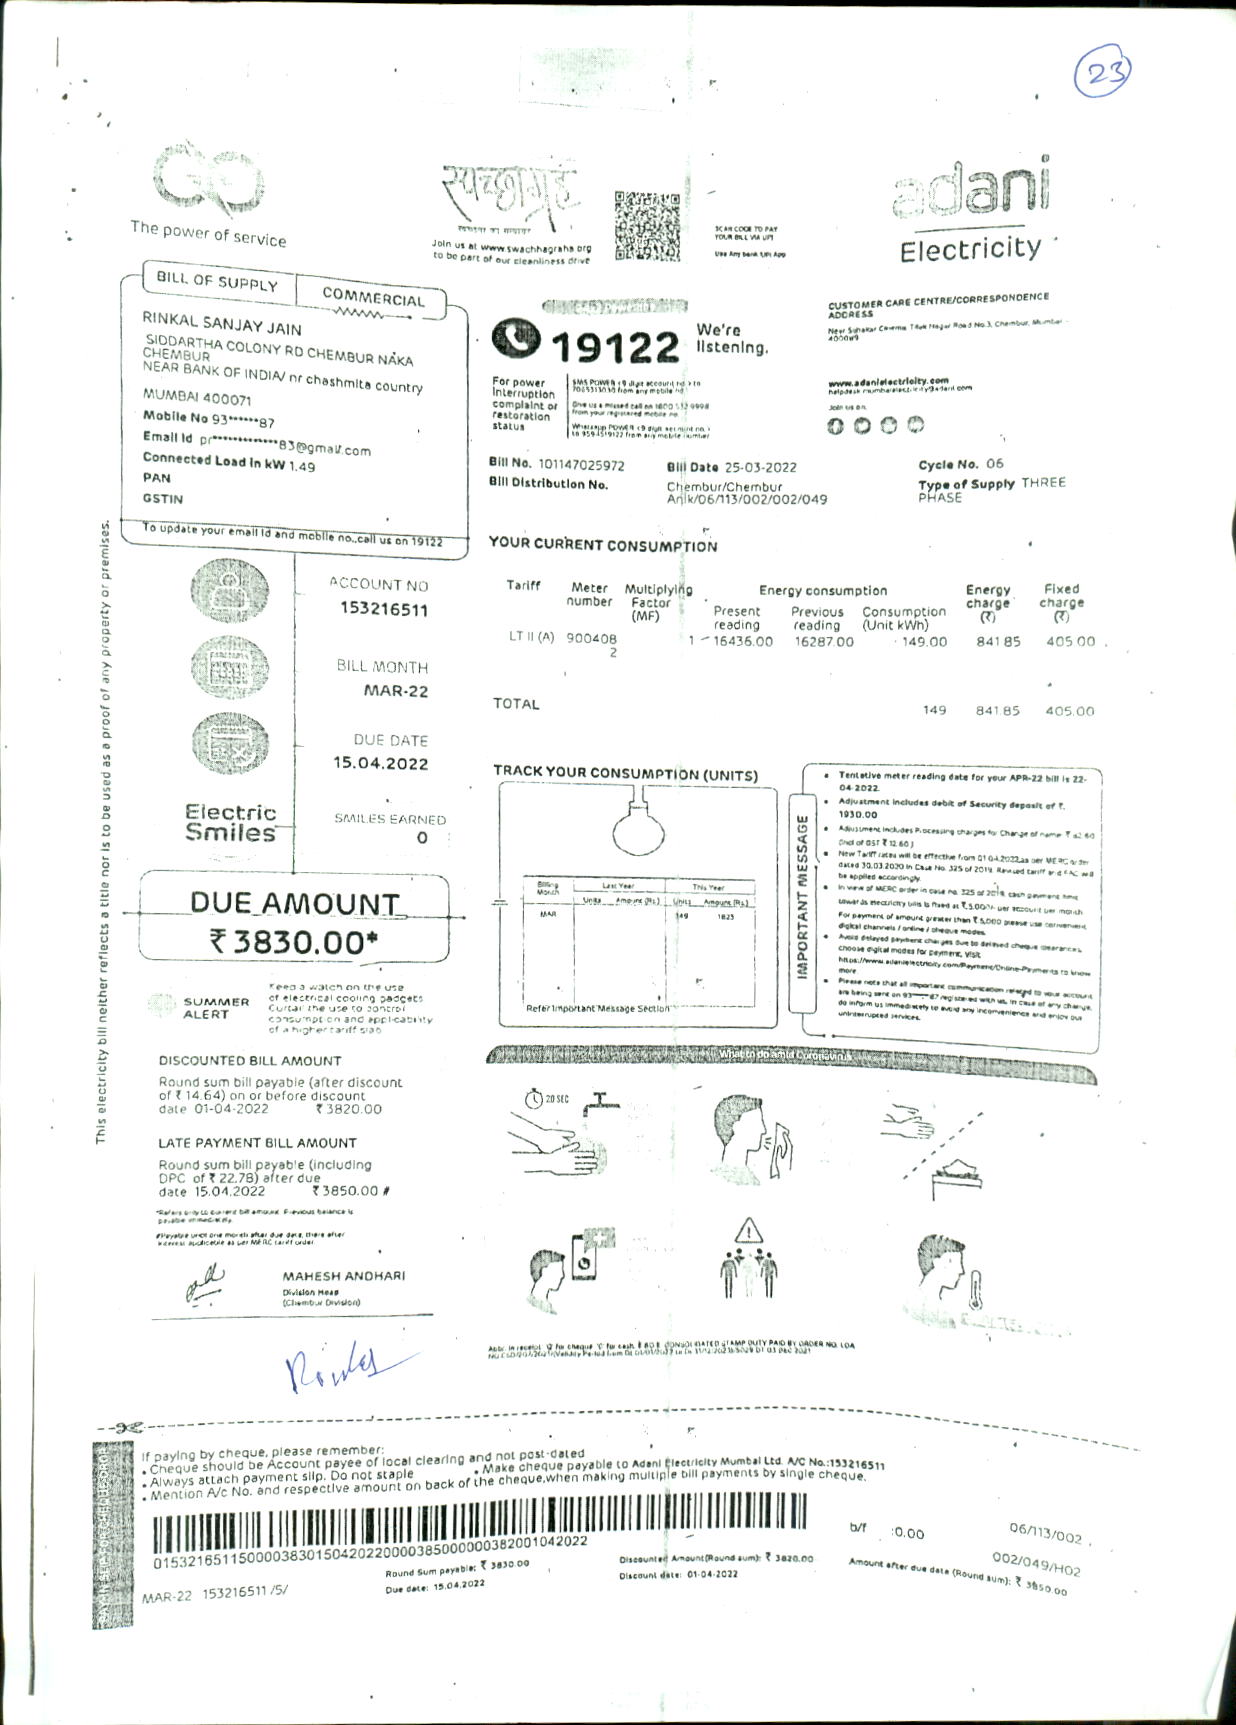 23
The power of service
स्वच्छाग्रह
Join us at www.swachhagraha.org
to be part of our cleanliness drive
SCAN CODE TO PAY
YOUR BILL VIA UPI
Use Any bank UPI App
adani
Electricity
BILL OF SUPPLY
COMMERCIAL
RINKAL SANJAY JAIN
SIDDARTHA COLONY RD CHEMBUR NAKA
CHEMBUR
NEAR BANK OF INDIA/ nr chashmita country
MUMBAI 400071
Mobile No 93******87
Email Id pr*************83@gmail.com
Connected Load in kW 1.49
PAN
GSTIN
To update your email id and mobile no.,call us on 19122
19122
We're
listening.
For power
interruption
complaint or
restoration
status
SMS POWER <9 digit account no.> to
7065313030 from any mobile no
Give us a missed call on 1800 532 9998
from your registered mobile no.
Whatsapp POWER <9 digit account no.>
to 9594519122 from any mobile number
CUSTOMER CARE CENTRE/CORRESPONDENCE
ADDRESS
Near Sahakar Cinema Tilak Nagar Road No.3, Chembur, Mumbai -
400089
www.adanielectricity.com
helpdesk.mumbaielectricity@adani.com
Join us on
Bill No. 101147025972
Bill Date 25-03-2022
Cycle No. 06
Bill Distribution No.
Chembur/Chembur
Anik/06/113/002/002/049
Type of Supply THREE
PHASE
YOUR CURRENT CONSUMPTION
Tariff Meter number Multiplying Factor (MF) Energy consumption Energy charge (₹) Fixed charge (₹)
Present reading Previous reading Consumption (Unit kWh)
LT II (A) 900408 1 16436.00 16287.00 149.00 841.85 405.00
2
TOTAL 149 841.85 405.00
ACCOUNT NO
153216511
BILL MONTH
MAR-22
DUE DATE
15.04.2022
Electric
Smiles
SMILES EARNED
0
DUE AMOUNT
₹ 3830.00*
SUMMER
ALERT
Keep a watch on the use
of electrical cooling gadgets
Curtail the use to control
consumption and applicability
of a higher tariff slab
DISCOUNTED BILL AMOUNT
Round sum bill payable (after discount
of ₹ 14.64) on or before discount
date 01-04-2022 ₹ 3820.00
LATE PAYMENT BILL AMOUNT
Round sum bill payable (including
DPC of ₹ 22.78) after due
date 15.04.2022 ₹ 3850.00 #
*Refers only to current bill amount. Previous balance is
payable immediately.
#Payable upto one month after due date, there after
interest applicable as per MERC tariff order.
MAHESH ANDHARI
Division Head
(Chembur Division)
TRACK YOUR CONSUMPTION (UNITS)
Billing Month Last Year This Year
Units Amount (Rs.) Units Amount (Rs.)
MAR 149 1823
Refer Important Message Section
IMPORTANT MESSAGE
• Tentative meter reading date for your APR-22 bill is 22-
04-2022.
• Adjustment includes debit of Security deposit of ₹.
1930.00
• Adjustment includes Processing charges for Change of name: ₹ 82.60
(Incl of GST ₹ 12.60)
• New Tariff rates will be effective from 01.04.2022,as per MERC order
dated 30.03.2020 in Case No. 325 of 2019. Revised tariff and FAC will
be applied accordingly.
• In view of MERC order in case no. 325 of 2019, cash payment limit
towards electricity bills is fixed at ₹.5,000/- per account per month.
For payment of amount greater than ₹ 5,000 please use convenient
digital channels / online / cheque modes.
• Avoid delayed payment charges due to delayed cheque clearances,
choose digital modes for payment, Visit
https://www.adanielectricity.com/Payment/Online-Payments to know
more.
• Please note that all important communication related to your account
are being sent on 93******87 registered with us. In case of any change,
do inform us immediately to avoid any inconvenience and enjoy our
uninterrupted services.
What to do amid Coronavirus
20 SEC
This electricity bill neither reflects a title nor is to be used as a proof of any property or premises.
If paying by cheque, please remember:
• Cheque should be Account payee of local clearing and not post-dated
• Always attach payment slip. Do not staple • Make cheque payable to Adani Electricity Mumbai Ltd. A/C No.:153216511
• Mention A/c No. and respective amount on back of the cheque,when making multiple bill payments by single cheque.
01532165115000038301504202200003850000000382001042022
MAR-22 153216511 /5/
Round Sum payable: ₹ 3830.00
Due date: 15.04.2022
Discounted Amount(Round sum): ₹ 3820.00
Discount date: 01-04-2022
b/f :0.00
Amount after due date (Round sum): ₹ 3850.00
06/113/002
002/049/H02